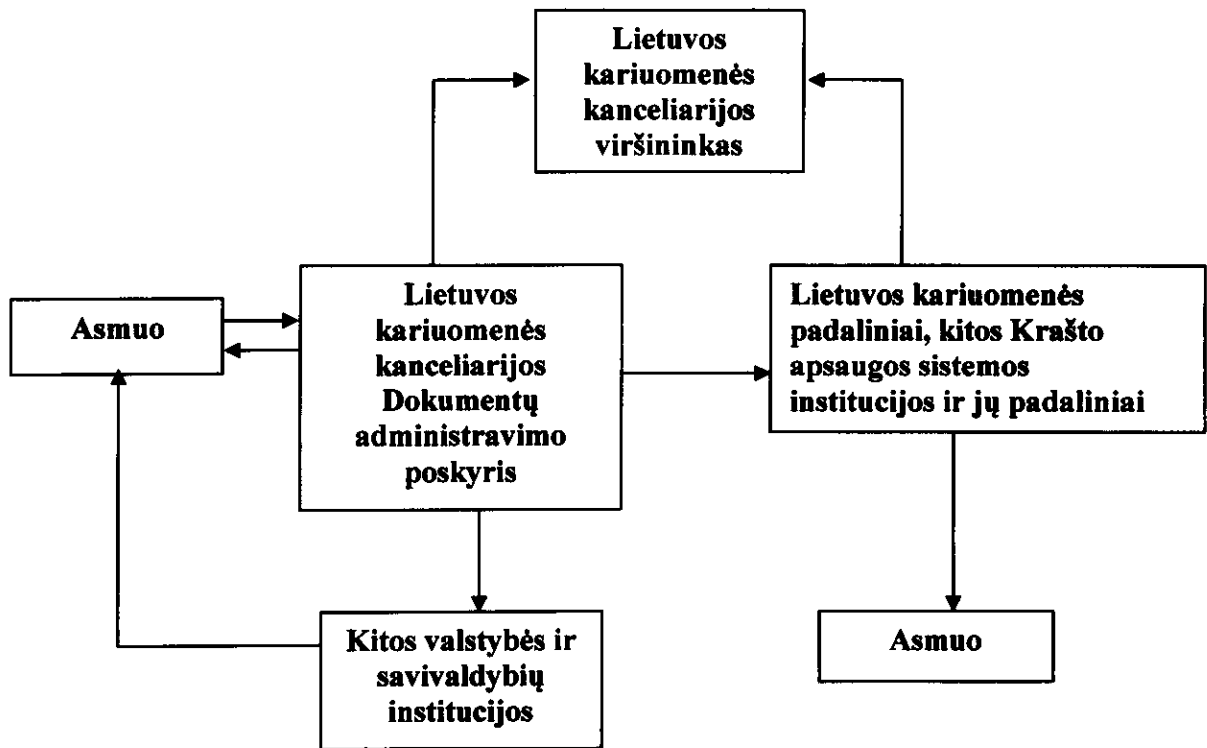 Lietuvos
kariuomenės
kanceliarijos
viršininkas
Asmuo
Lietuvos
kariuomenės
kanceliarijos
Dokumentų
administravimo
poskyris
Lietuvos kariuomenės
padaliniai, kitos Krašto
apsaugos sistemos
institucijos ir jų padaliniai
Kitos valstybės ir
savivaldybių
institucijos
Asmuo